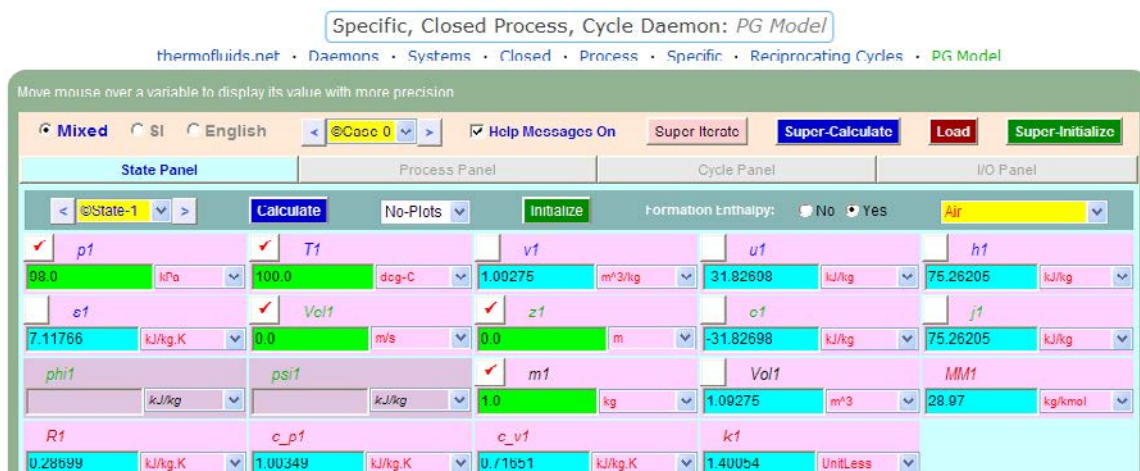 Specific, Closed Process, Cycle Daemon: PG Model
thermofluids.net · Daemons · Systems · Closed · Process · Specific · Reciprocating Cycles · PG Model
Move mouse over a variable to display its value with more precision
Mixed SI English < ©Case-0 > Help Messages On Super-Iterate Super-Calculate Load Super-Initialize
State Panel Process Panel Cycle Panel I/O Panel
< ©State-1 > Calculate No-Plots Initialize Formation Enthalpy: No Yes Air
p1 T1 v1 u1 h1
98.0 kPa 100.0 deg-C 1.09275 m^3/kg -31.82698 kJ/kg 75.26205 kJ/kg
s1 Vel1 z1 e1 j1
7.11766 kJ/kg.K 0.0 m/s 0.0 m -31.82698 kJ/kg 75.26205 kJ/kg
phi1 psi1 m1 Vol1 MM1
kJ/kg kJ/kg 1.0 kg 1.09275 m^3 28.97 kg/kmol
R1 c_p1 c_v1 k1
0.28699 kJ/kg.K 1.00349 kJ/kg.K 0.71651 kJ/kg.K 1.40054 UnitLess